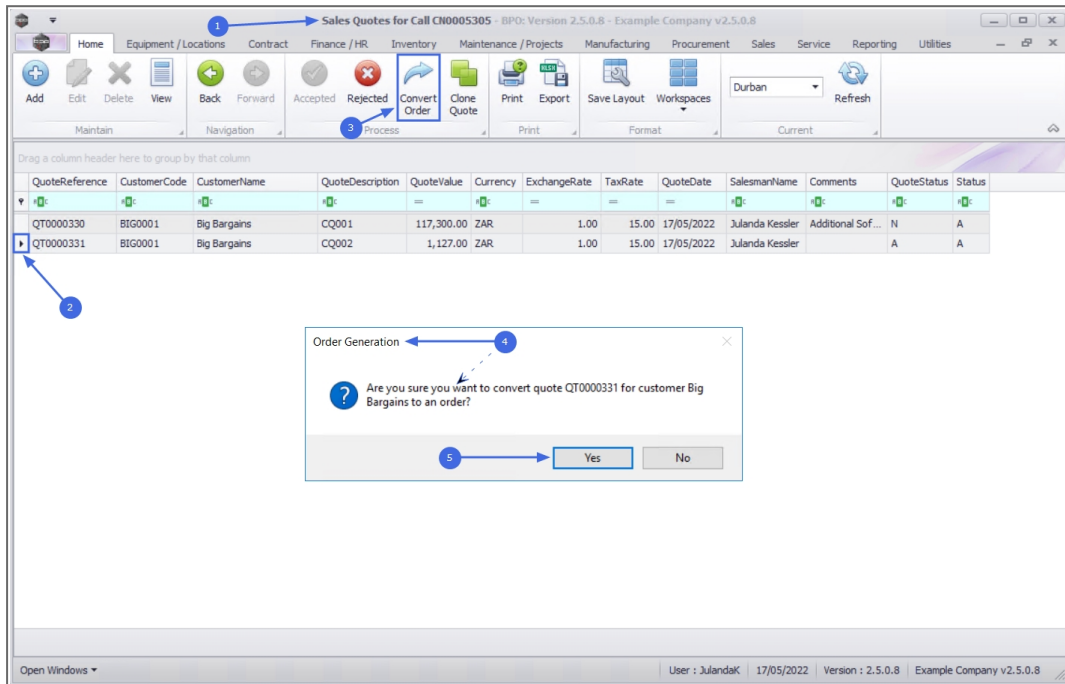 1
Sales Quotes for Call CN0005305 - BPO: Version 2.5.0.8 - Example Company v2.5.0.8
Home Equipment / Locations Contract Finance / HR Inventory Maintenance / Projects Manufacturing Procurement Sales Service Reporting Utilities
Add Edit Delete View Back Forward Accepted Rejected Convert Order Clone Quote Print Export Save Layout Workspaces Durban Refresh
3
Maintain Navigation Process Print Format Current
Drag a column header here to group by that column
QuoteReference CustomerCode CustomerName QuoteDescription QuoteValue Currency ExchangeRate TaxRate QuoteDate SalesmanName Comments QuoteStatus Status
QT0000330 BIG0001 Big Bargains CQ001 117,300.00 ZAR 1.00 15.00 17/05/2022 Julanda Kessler Additional Sof... N A
QT0000331 BIG0001 Big Bargains CQ002 1,127.00 ZAR 1.00 15.00 17/05/2022 Julanda Kessler A A
2
Order Generation
4
Are you sure you want to convert quote QT0000331 for customer Big
Bargains to an order?
5
Yes No
Open Windows User : JulandaK 17/05/2022 Version : 2.5.0.8 Example Company v2.5.0.8